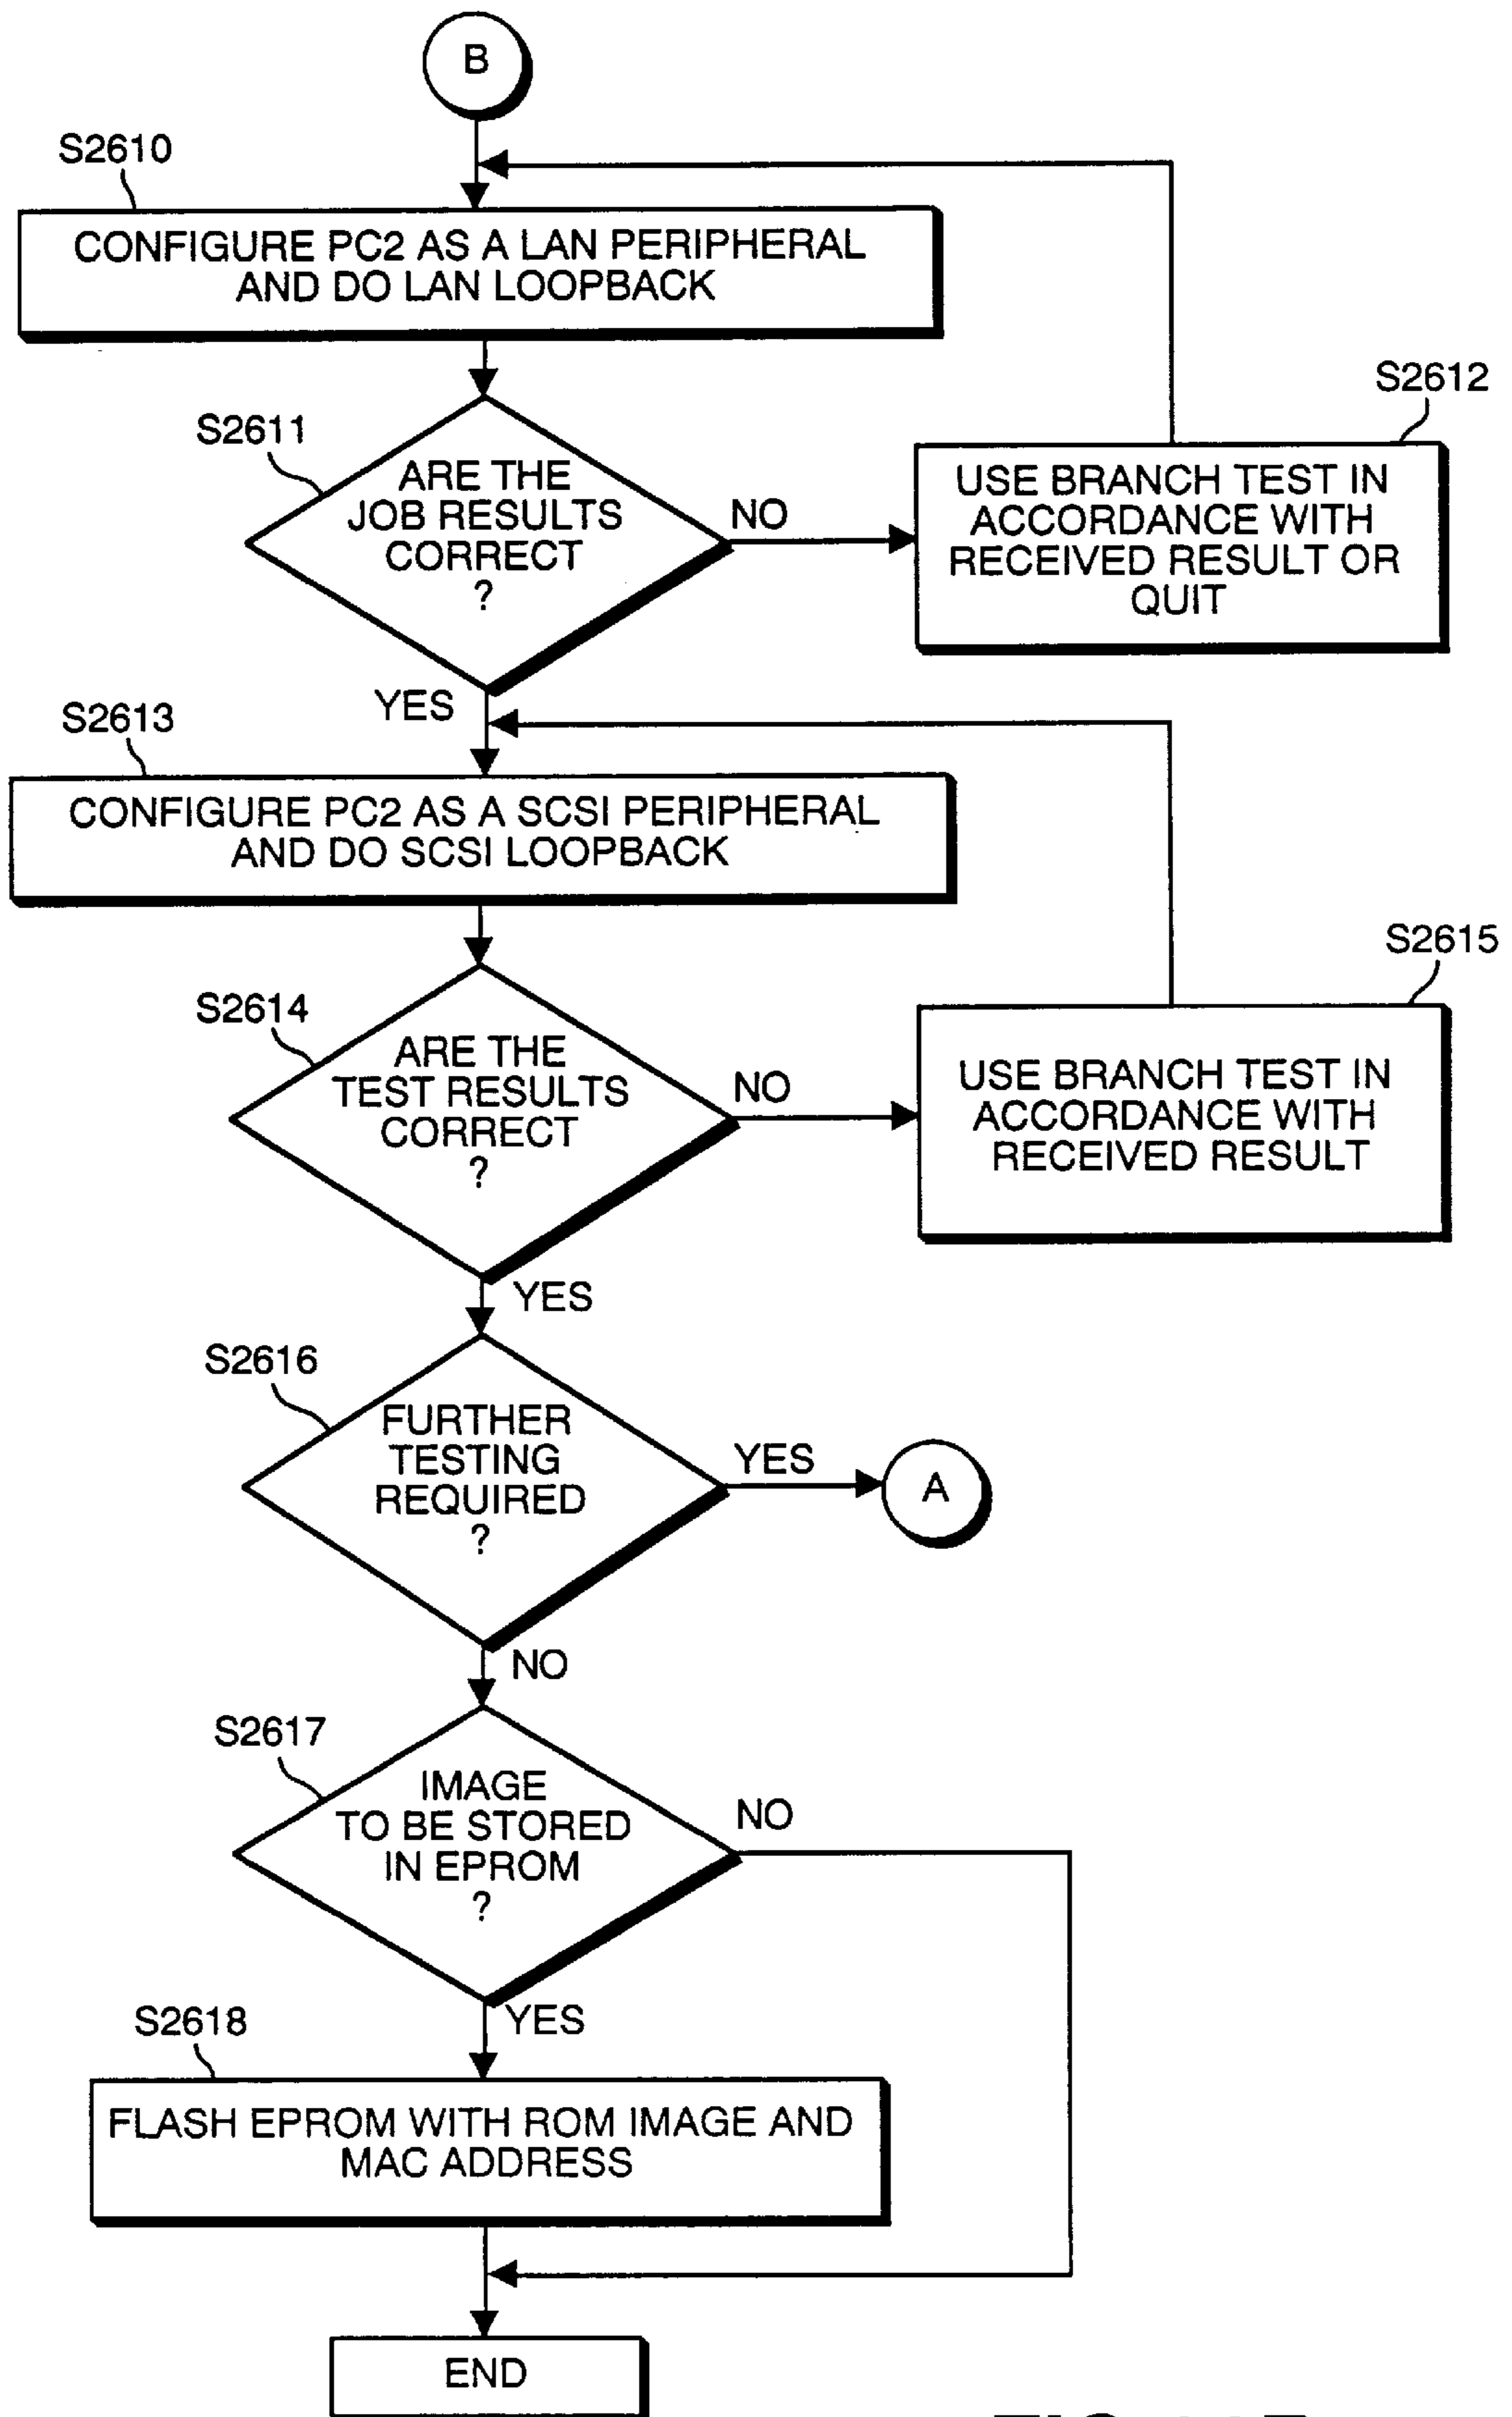 B
S2610
CONFIGURE PC2 AS A LAN PERIPHERAL
AND DO LAN LOOPBACK
S2611
ARE THE
JOB RESULTS
CORRECT
?
NO
S2612
USE BRANCH TEST IN
ACCORDANCE WITH
RECEIVED RESULT OR
QUIT
YES
S2613
CONFIGURE PC2 AS A SCSI PERIPHERAL
AND DO SCSI LOOPBACK
S2614
ARE THE
TEST RESULTS
CORRECT
?
NO
S2615
USE BRANCH TEST IN
ACCORDANCE WITH
RECEIVED RESULT
YES
S2616
FURTHER
TESTING
REQUIRED
?
YES
A
NO
S2617
IMAGE
TO BE STORED
IN EPROM
?
NO
YES
S2618
FLASH EPROM WITH ROM IMAGE AND
MAC ADDRESS
END